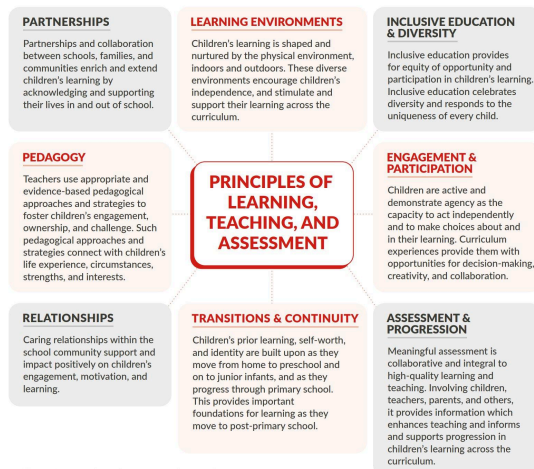 PARTNERSHIPS
Partnerships and collaboration
between schools, families, and
communities enrich and extend
children's learning by
acknowledging and supporting
their lives in and out of school.
LEARNING ENVIRONMENTS
Children's learning is shaped and
nurtured by the physical environment,
indoors and outdoors. These diverse
environments encourage children's
independence, and stimulate and
support their learning across the
curriculum.
INCLUSIVE EDUCATION
& DIVERSITY
Inclusive education provides
for equity of opportunity and
participation in children's learning.
Inclusive education celebrates
diversity and responds to the
uniqueness of every child.
PEDAGOGY
Teachers use appropriate and
evidence-based pedagogical
approaches and strategies to
foster children's engagement,
ownership, and challenge. Such
pedagogical approaches and
strategies connect with children's
life experience, circumstances,
strengths, and interests.
PRINCIPLES OF
LEARNING,
TEACHING, AND
ASSESSMENT
ENGAGEMENT &
PARTICIPATION
Children are active and
demonstrate agency as the
capacity to act independently
and to make choices about and
in their learning. Curriculum
experiences provide them with
opportunities for decision-making,
creativity, and collaboration.
RELATIONSHIPS
Caring relationships within the
school community support and
impact positively on children's
engagement, motivation, and
learning.
TRANSITIONS & CONTINUITY
Children's prior learning, self-worth,
and identity are built upon as they
move from home to preschool and
on to junior infants, and as they
progress through primary school.
This provides important
foundations for learning as they
move to post-primary school.
ASSESSMENT &
PROGRESSION
Meaningful assessment is
collaborative and integral to
high-quality learning and
teaching. Involving children,
teachers, parents, and others,
it provides information which
enhances teaching and informs
and supports progression in
children's learning across the
curriculum.